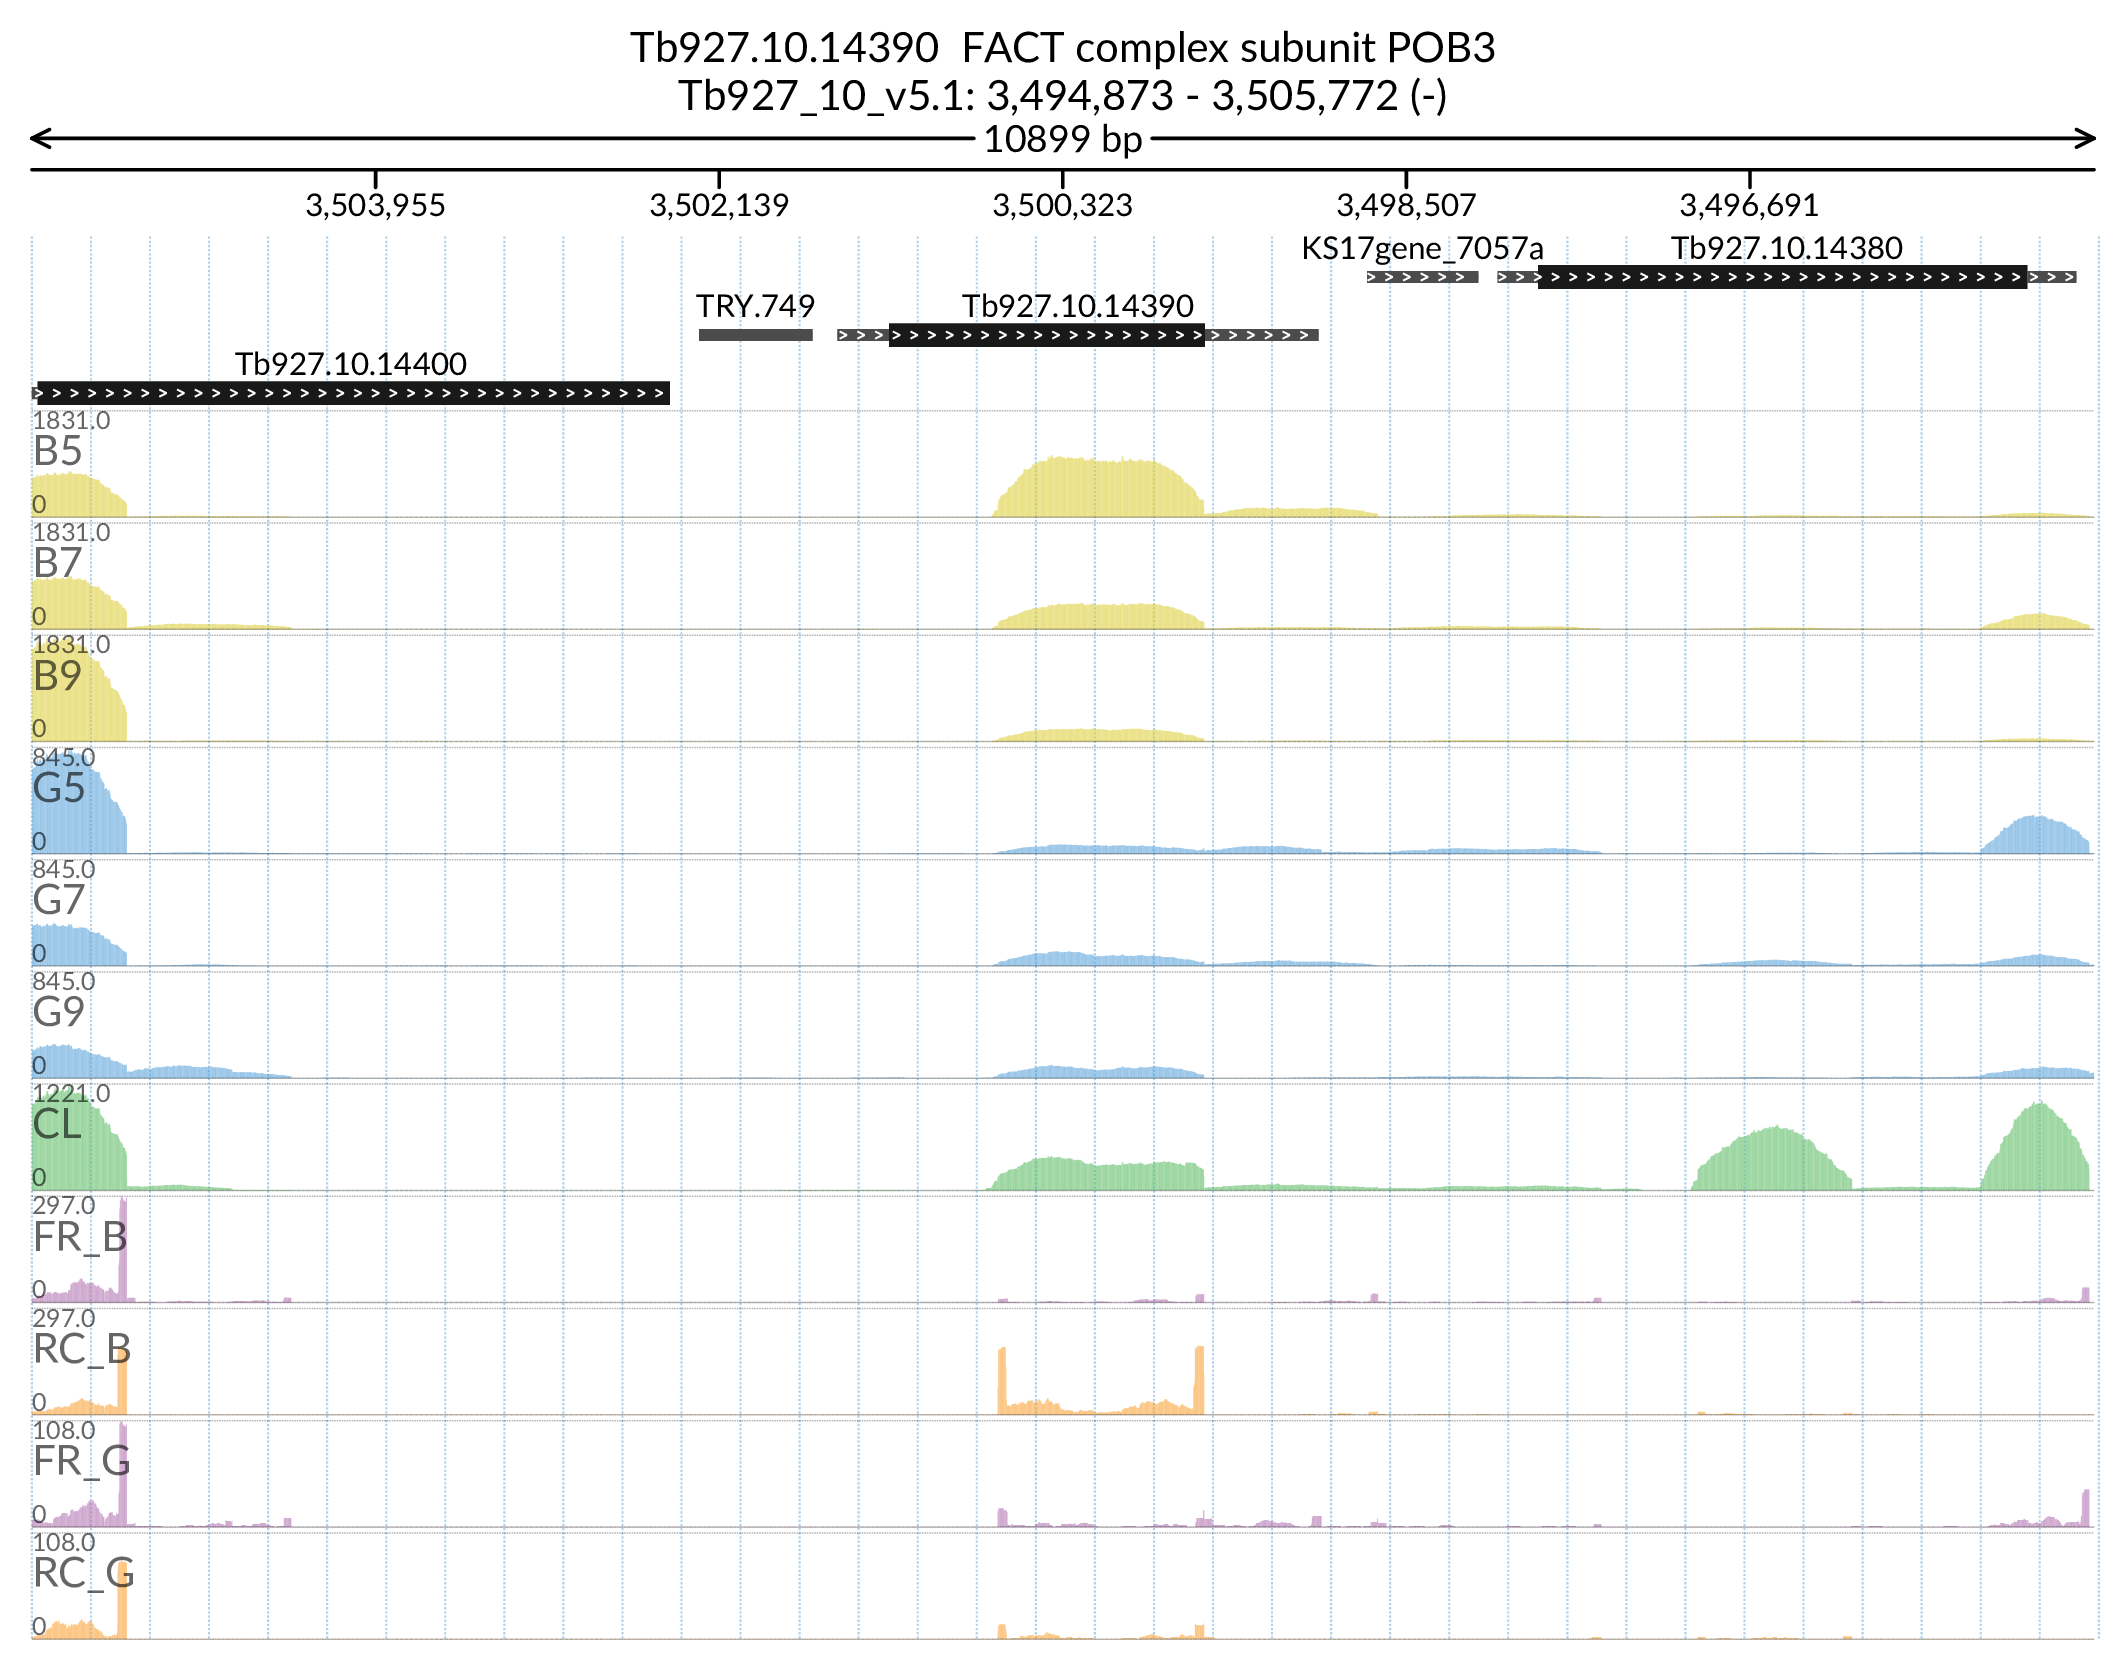 Tb927.10.14390 FACT complex subunit POB3
Tb927_10_v5.1: 3,494,873 - 3,505,772 (-)
10899 bp
3,503,955 3,502,139 3,500,323 3,498,507 3,496,691
KS17gene_7057a Tb927.10.14380
TRY.749 Tb927.10.14390
Tb927.10.14400
1831.0
B5
0
1831.0
B7
0
1831.0
B9
0
845.0
G5
0
845.0
G7
0
845.0
G9
0
1221.0
CL
0
297.0
FR_B
0
297.0
RC_B
0
108.0
FR_G
0
108.0
RC_G
0